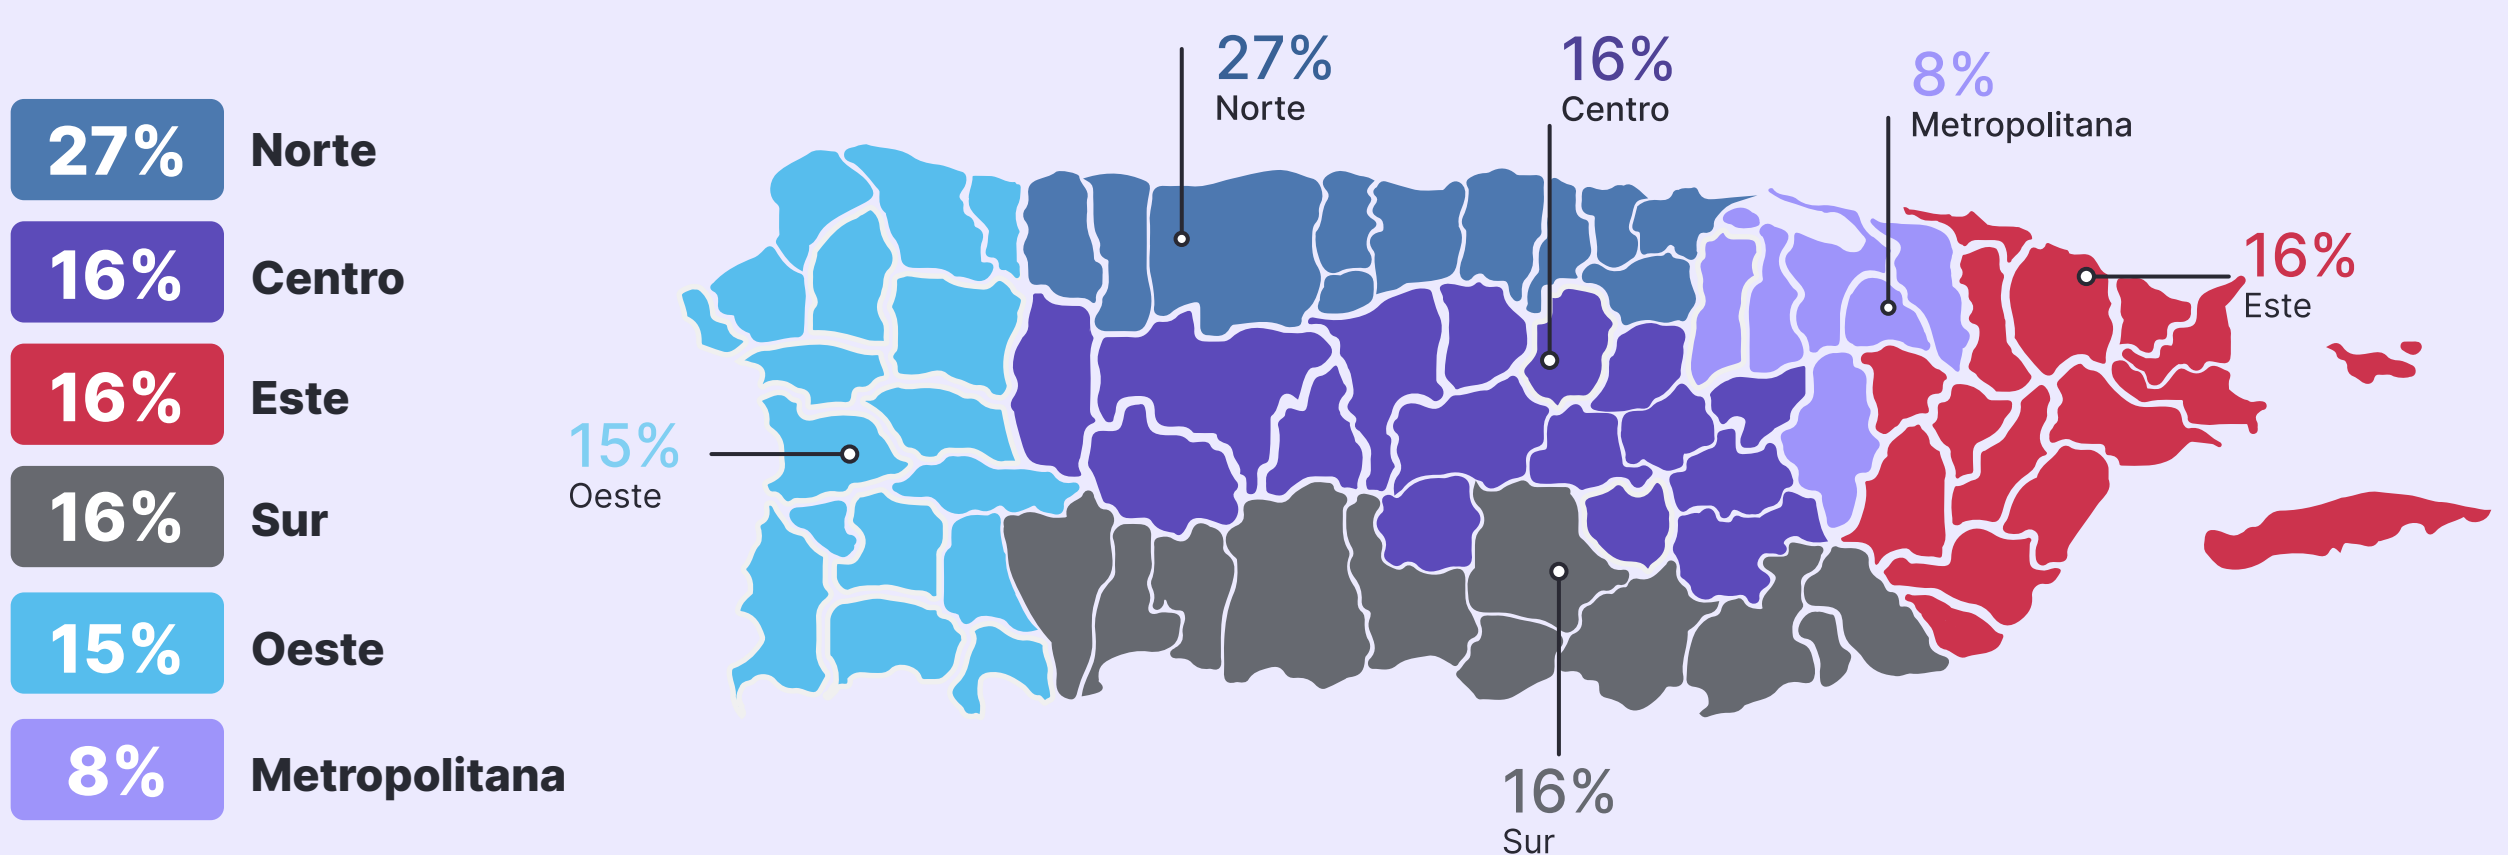 27% Norte
16% Centro
16% Este
16% Sur
15% Oeste
8% Metropolitana
27%
Norte
16%
Centro
8%
Metropolitana
16%
Este
15%
Oeste
16%
Sur